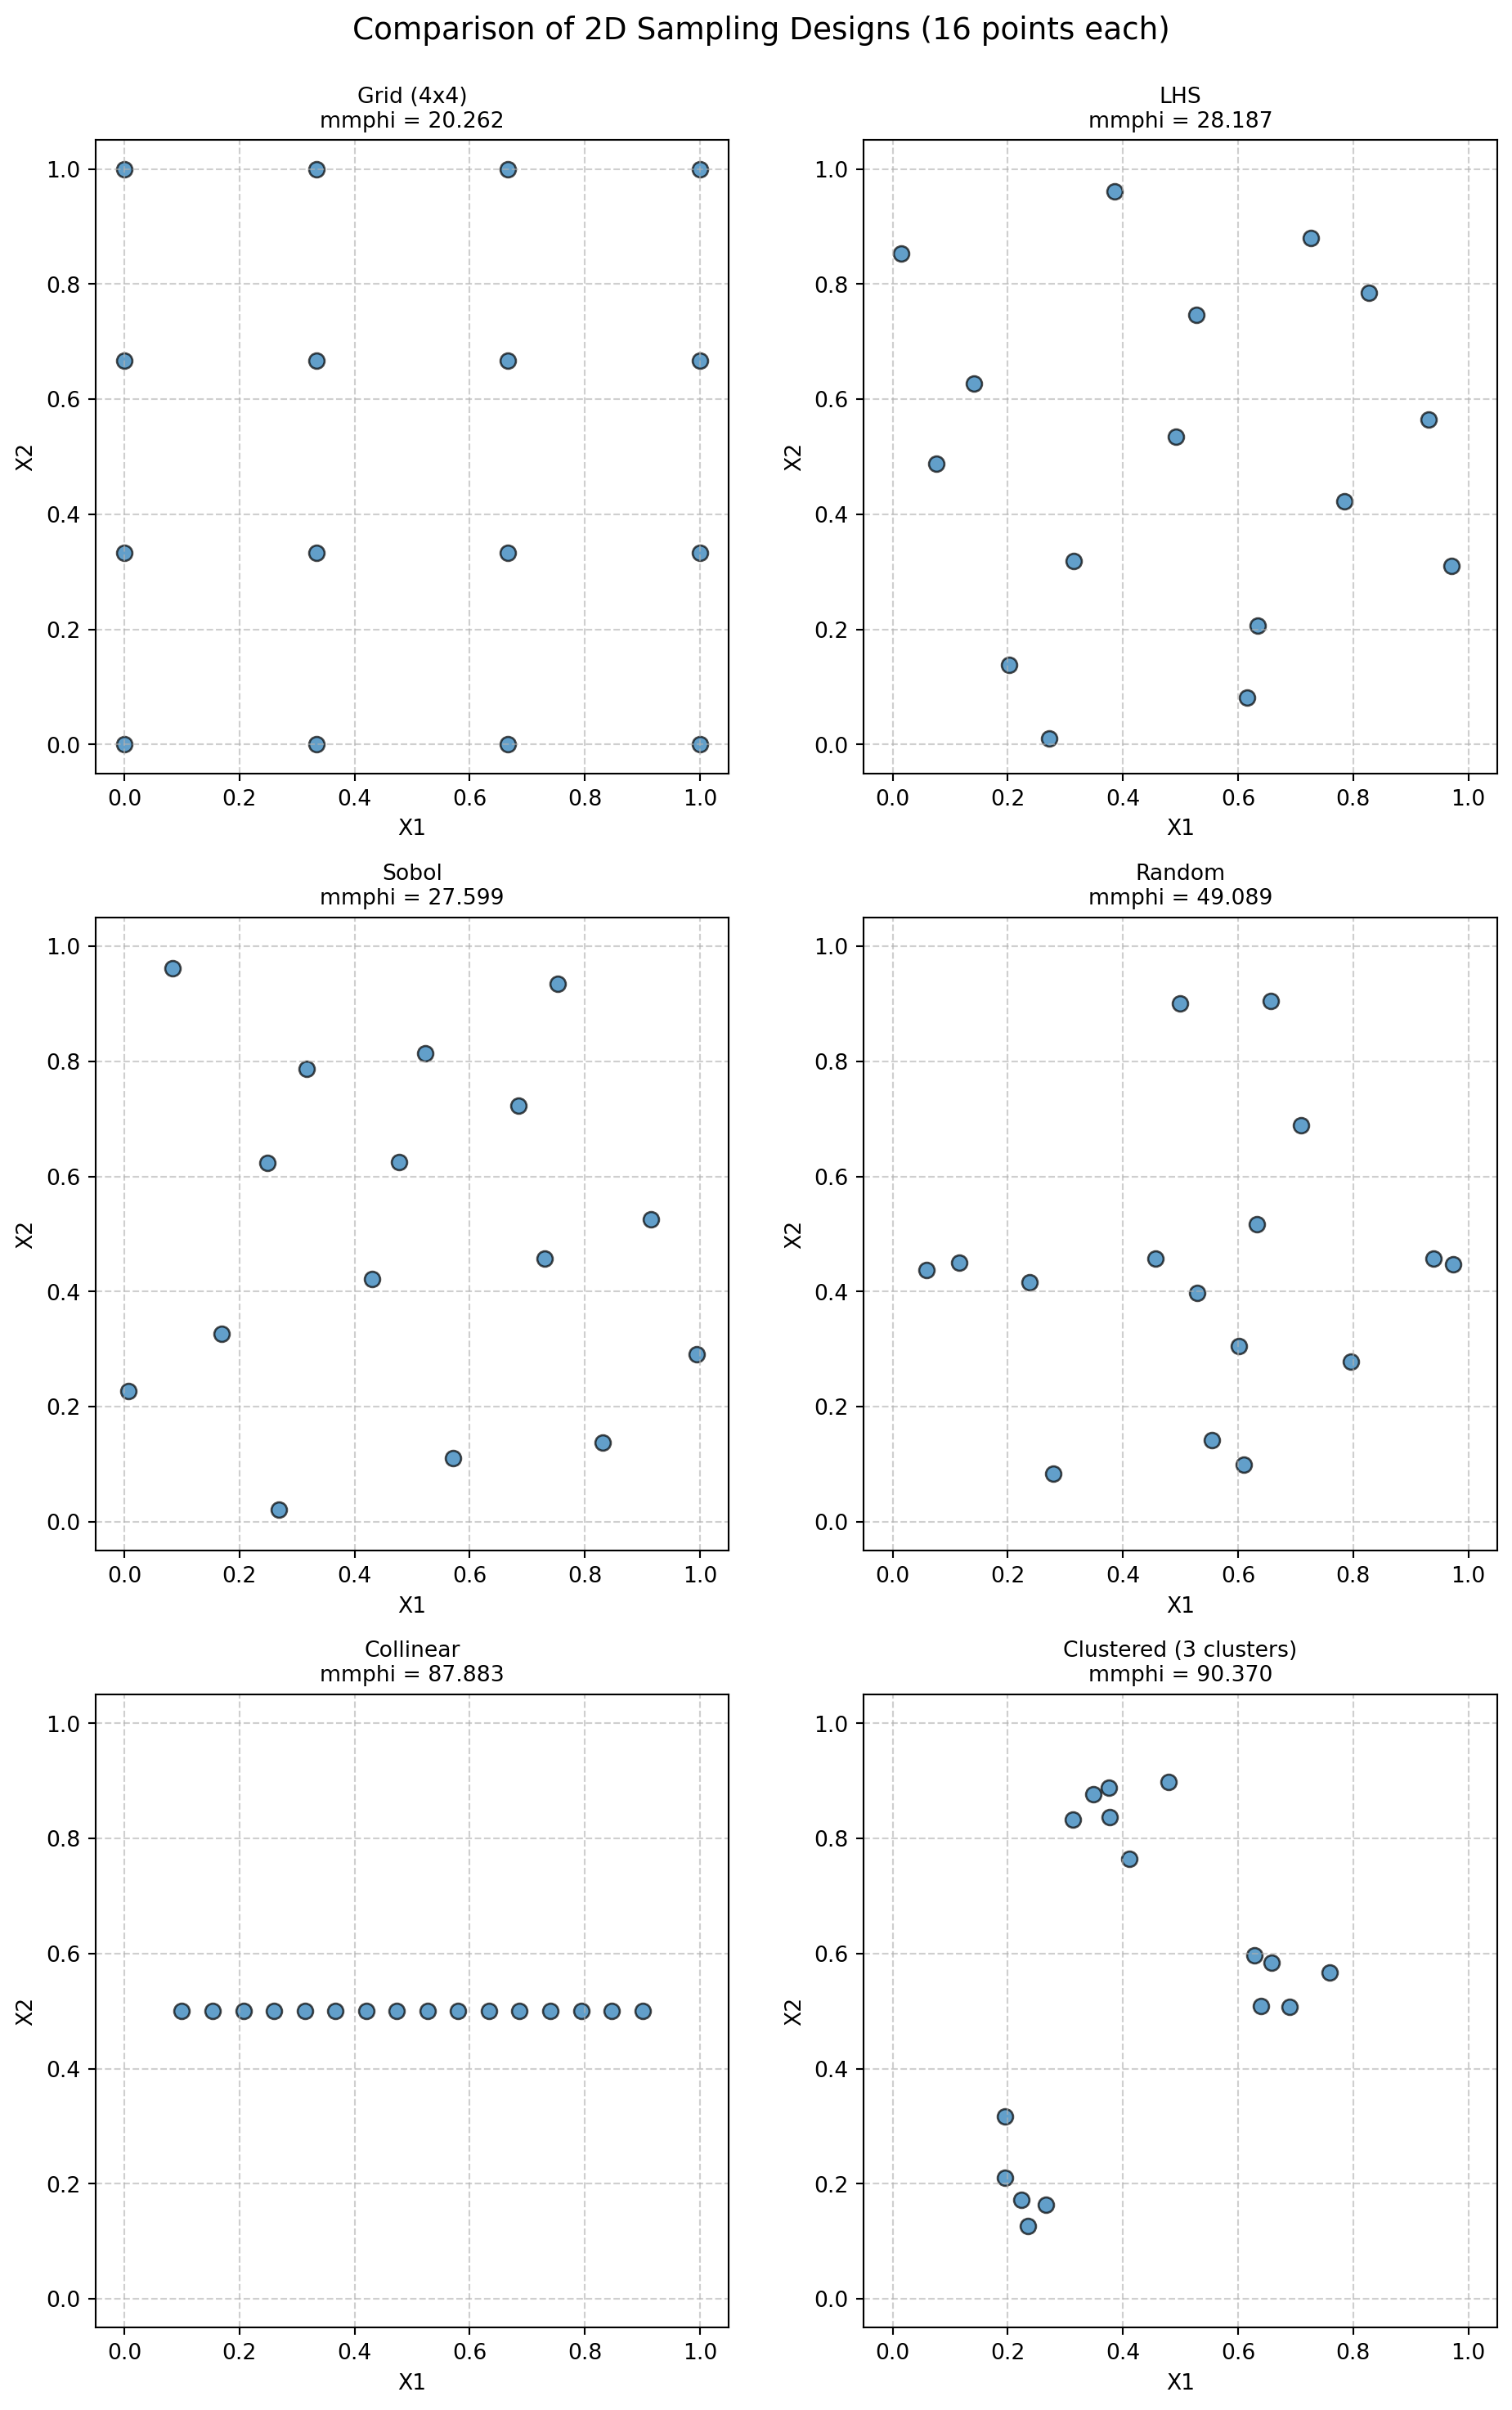 Comparison of 2D Sampling Designs (16 points each)
Grid (4x4)
mmphi = 20.262
1.0
0.8
0.6
0.4
0.2
0.0
X2
0.0 0.2 0.4 0.6 0.8 1.0
X1
LHS
mmphi = 28.187
1.0
0.8
0.6
0.4
0.2
0.0
X2
0.0 0.2 0.4 0.6 0.8 1.0
X1
Sobol
mmphi = 27.599
1.0
0.8
0.6
0.4
0.2
0.0
X2
0.0 0.2 0.4 0.6 0.8 1.0
X1
Random
mmphi = 49.089
1.0
0.8
0.6
0.4
0.2
0.0
X2
0.0 0.2 0.4 0.6 0.8 1.0
X1
Collinear
mmphi = 87.883
1.0
0.8
0.6
0.4
0.2
0.0
X2
0.0 0.2 0.4 0.6 0.8 1.0
X1
Clustered (3 clusters)
mmphi = 90.370
1.0
0.8
0.6
0.4
0.2
0.0
X2
0.0 0.2 0.4 0.6 0.8 1.0
X1